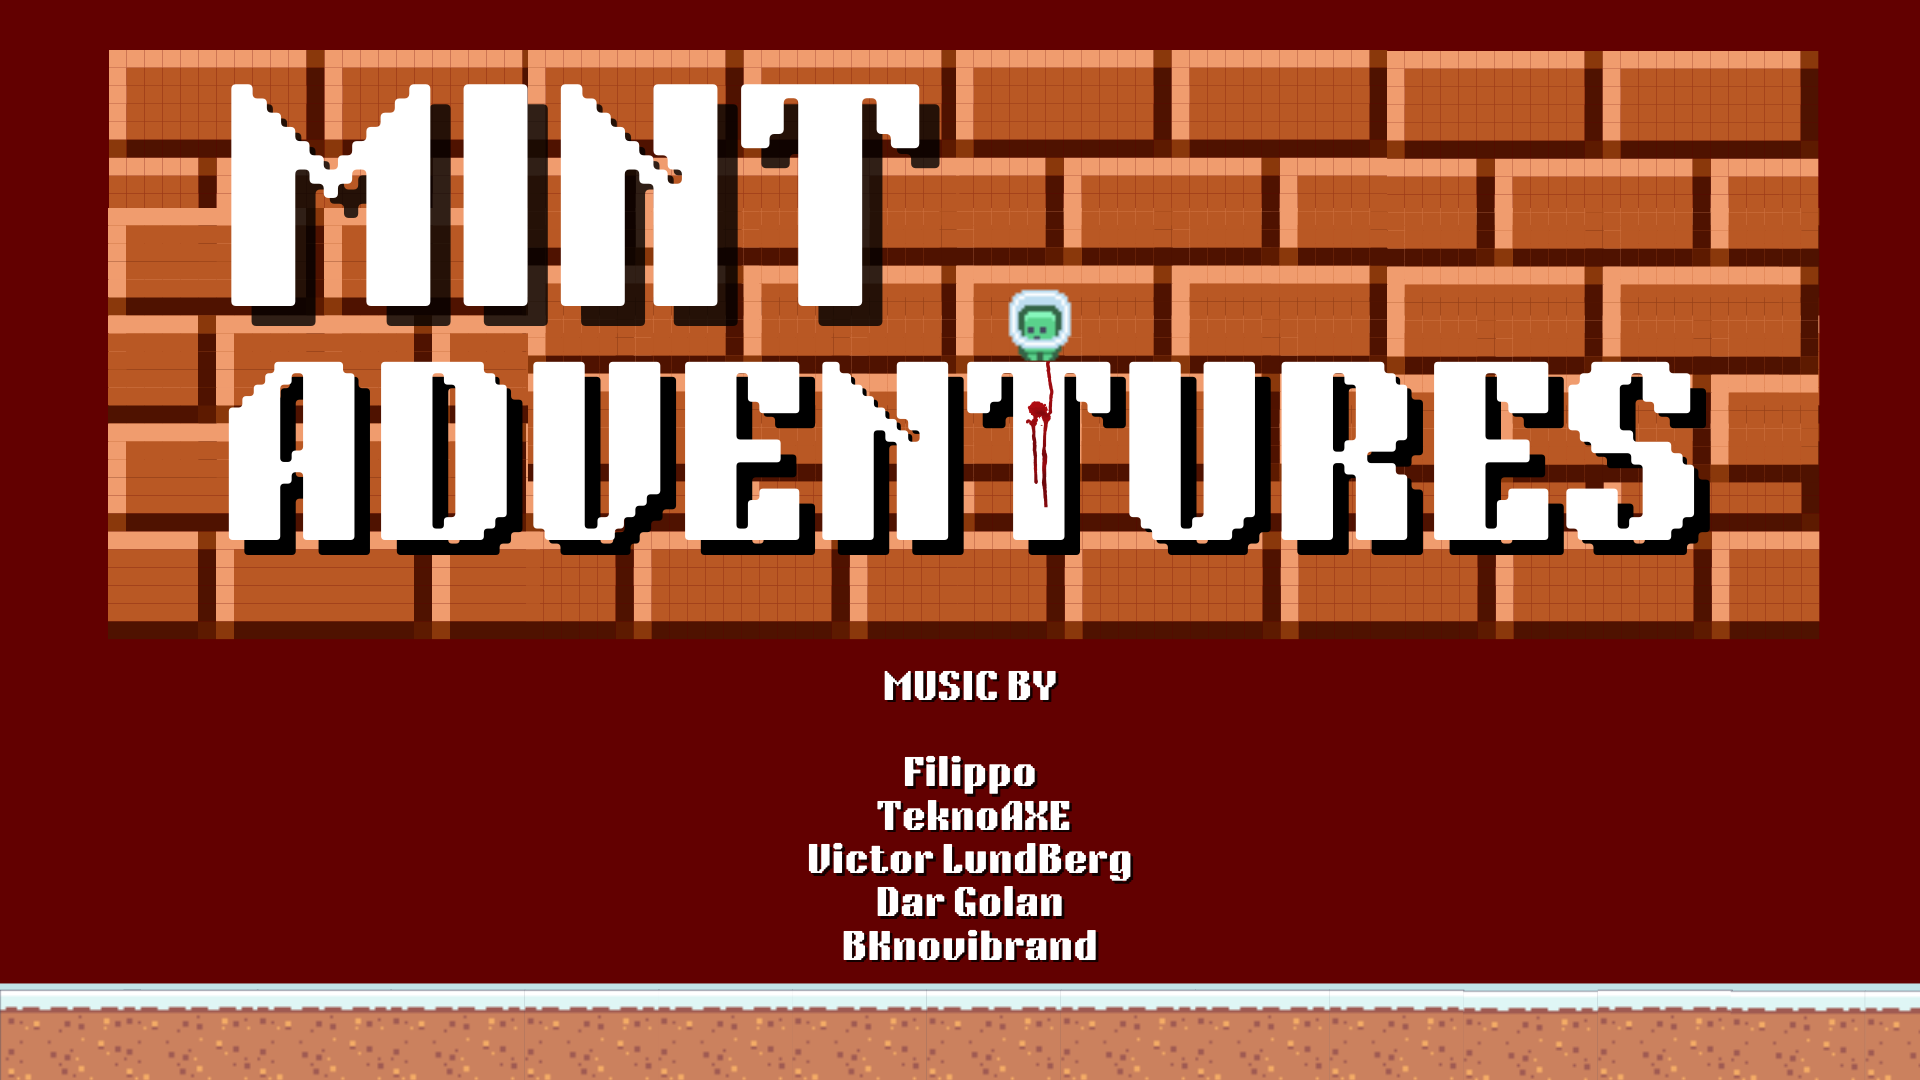 MINT
ADVENTURES
MUSIC BY
Filippo
TeknoAXE
Victor LundBerg
Dar Golan
BKnovibrand